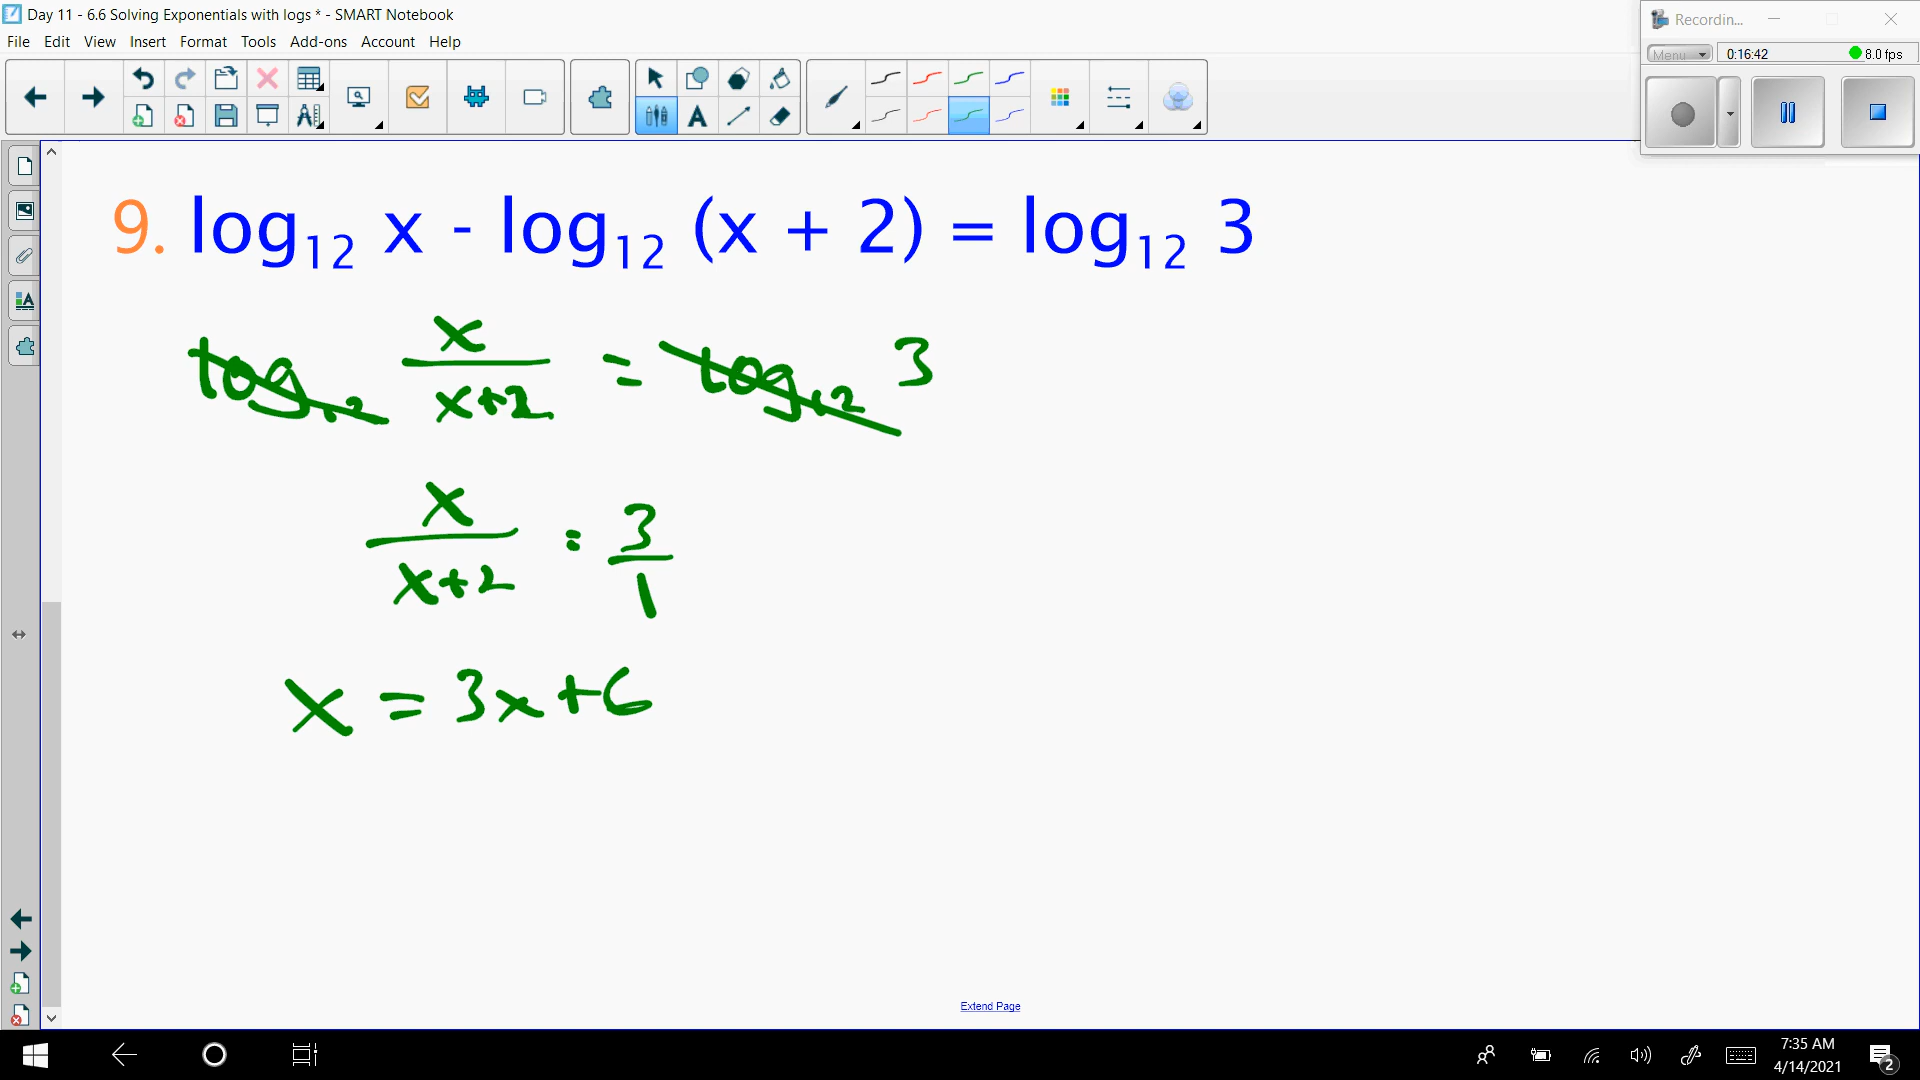 Day 11 - 6.6 Solving Exponentials with logs * - SMART Notebook
File Edit View Insert Format Tools Add-ons Account Help
Recordin...
Menu 0:16:42 8.0 fps
9. log₁₂ x - log₁₂ (x + 2) = log₁₂ 3
log₁₂ x/(x+2) = log₁₂ 3
x/(x+2) = 3/1
x = 3x+6
Extend Page
7:35 AM
4/14/2021
2